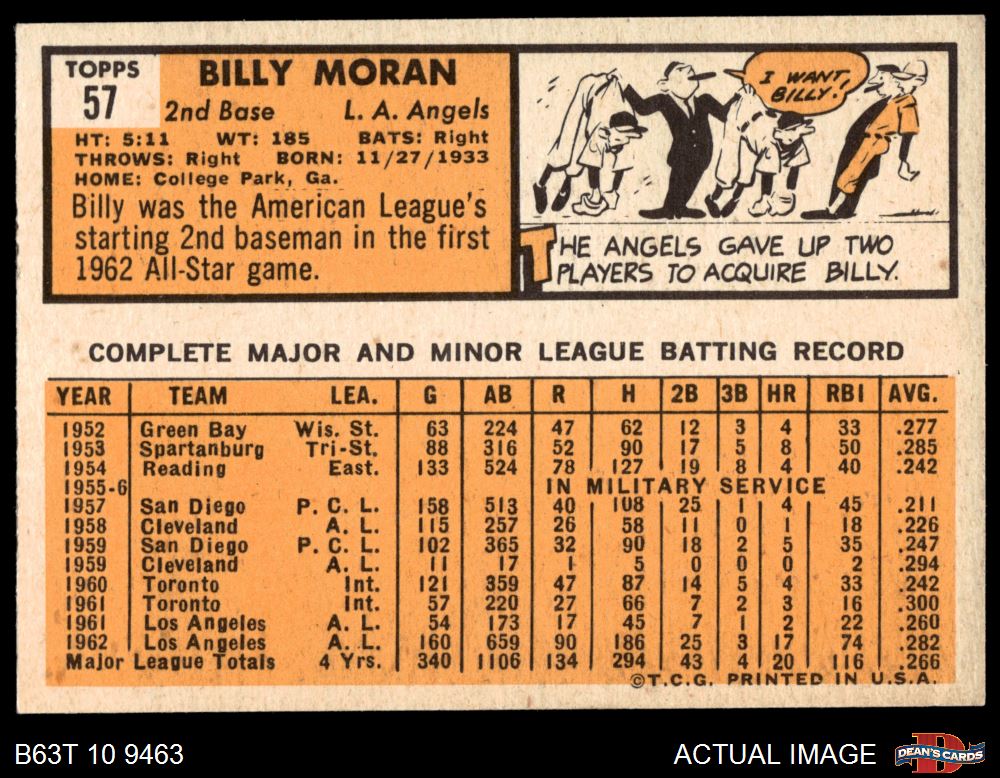 TOPPS
57
BILLY MORAN
2nd Base L. A. Angels
HT: 5:11 WT: 185 BATS: Right
THROWS: Right BORN: 11/27/1933
HOME: College Park, Ga.
Billy was the American League's
starting 2nd baseman in the first
1962 All-Star game.
I WANT,
BILLY!
THE ANGELS GAVE UP TWO
PLAYERS TO ACQUIRE BILLY.
COMPLETE MAJOR AND MINOR LEAGUE BATTING RECORD
YEAR TEAM LEA. G AB R H 2B 3B HR RBI AVG.
1952 Green Bay Wis. St. 63 224 47 62 12 3 4 33 .277
1953 Spartanburg Tri-St. 88 316 52 90 17 5 8 50 .285
1954 Reading East. 133 524 78 127 19 8 4 40 .242
1955-6 IN MILITARY SERVICE
1957 San Diego P. C. L. 158 513 40 108 25 1 4 45 .211
1958 Cleveland A. L. 115 257 26 58 11 0 1 18 .226
1959 San Diego P. C. L. 102 365 32 90 18 2 5 35 .247
1959 Cleveland A. L. 11 17 1 5 0 0 0 2 .294
1960 Toronto Int. 121 359 47 87 14 5 4 33 .242
1961 Toronto Int. 57 220 27 66 7 2 3 16 .300
1961 Los Angeles A. L. 54 173 17 45 7 1 2 22 .260
1962 Los Angeles A. L. 160 659 90 186 25 3 17 74 .282
Major League Totals 4 Yrs. 340 1106 134 294 43 4 20 116 .266
©T.C.G. PRINTED IN U.S.A.
B63T 10 9463 ACTUAL IMAGE
DEAN'S CARDS